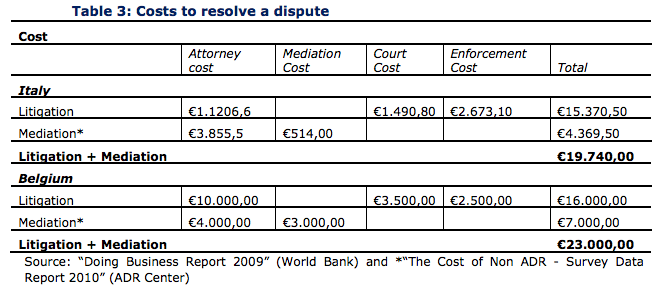 Table 3: Costs to resolve a dispute
Cost
Attorney cost Mediation Cost Court Cost Enforcement Cost Total
Italy
Litigation €1.1206,6 €1.490,80 €2.673,10 €15.370,50
Mediation* €3.855,5 €514,00 €4.369,50
Litigation + Mediation €19.740,00
Belgium
Litigation €10.000,00 €3.500,00 €2.500,00 €16.000,00
Mediation* €4.000,00 €3.000,00 €7.000,00
Litigation + Mediation €23.000,00
Source: “Doing Business Report 2009” (World Bank) and *“The Cost of Non ADR - Survey Data
Report 2010” (ADR Center)